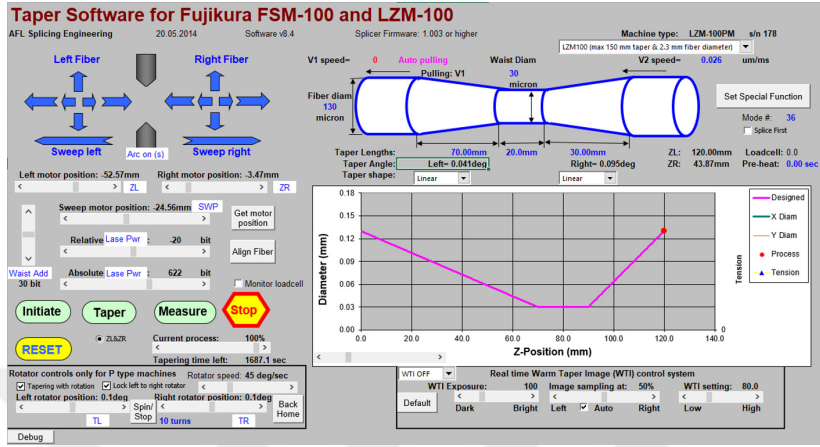 Taper Software for Fujikura FSM-100 and LZM-100
AFL Splicing Engineering 20.05.2014 Software v8.4 Splicer Firmware: 1.003 or higher Machine type: LZM-100PM s/n 178
LZM100 (max 150 mm taper & 2.3 mm fiber diameter)
Left Fiber Right Fiber
V1 speed= 0 Auto pulling Waist Diam V2 speed= 0.026 um/ms
Pulling: V1 30
micron
Fiber diam
130
micron
Set Special Function
Mode #: 36
Splice First
Sweep left Arc on (s) Sweep right
Taper Lengths: 70.00mm 20.0mm 30.00mm ZL: 120.00mm Loadcell: 0.0
Taper Angle: Left= 0.041deg Right= 0.095deg ZR: 43.87mm Pre-heat: 0.00 sec
Taper shape: Linear Linear
Left motor position: -52.57mm Right motor position: -3.47mm
ZL ZR
Sweep motor position: -24.56mm SWP
Get motor position
Relative Lase Pwr : -20 bit
Align Fiber
Waist Add
30 bit
Absolute Lase Pwr : 622 bit
Monitor loadcell
Initiate Taper Measure Stop
RESET
ZL&ZR
Current process: 100%
Tapering time left: 1687.1 sec
Diameter (mm)
0.18
0.15
0.12
0.09
0.06
0.03
0.00
0.0 20.0 40.0 60.0 80.0 100.0 120.0 140.0
0
Z-Position (mm)
Tension
Designed
X Diam
Y Diam
Process
Tension
Rotator controls only for P type machines Rotator speed: 45 deg/sec
Tapering with rotation Lock left to right rotator
Left rotator position: 0.1deg Right rotator position: 0.1deg
Spin/
Stop
Back
Home
TL 10 turns TR
WTI OFF Real time Warm Taper Image (WTI) control system
WTI Exposure: 100 Image sampling at: 50% WTI setting: 80.0
Default
Dark Bright Left Auto Right Low High
Debug